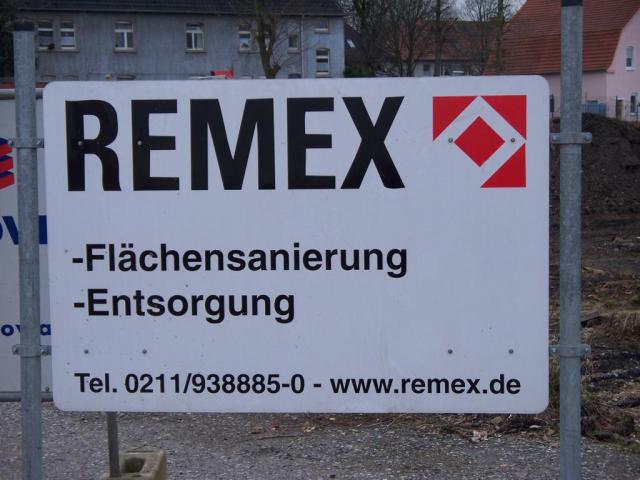 REMEX
-Flächensanierung
-Entsorgung
Tel. 0211/938885-0 - www.remex.de